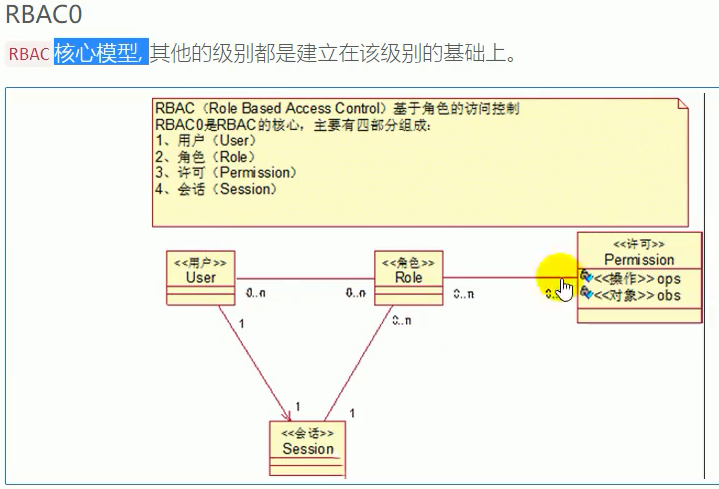 RBAC0
RBAC 核心模型, 其他的级别都是建立在该级别的基础上。
RBAC（Role Based Access Control）基于角色的访问控制
RBAC0是RBAC的核心，主要有四部分组成：
1、用户（User）
2、角色（Role）
3、许可（Permission）
4、会话（Session）
<<用户>>
User
<<角色>>
Role
<<许可>>
Permission
<<操作>>ops
<<对象>>obs
0..n
0..n
0..n
0..
1
0..n
1
1
<<会话>>
Session